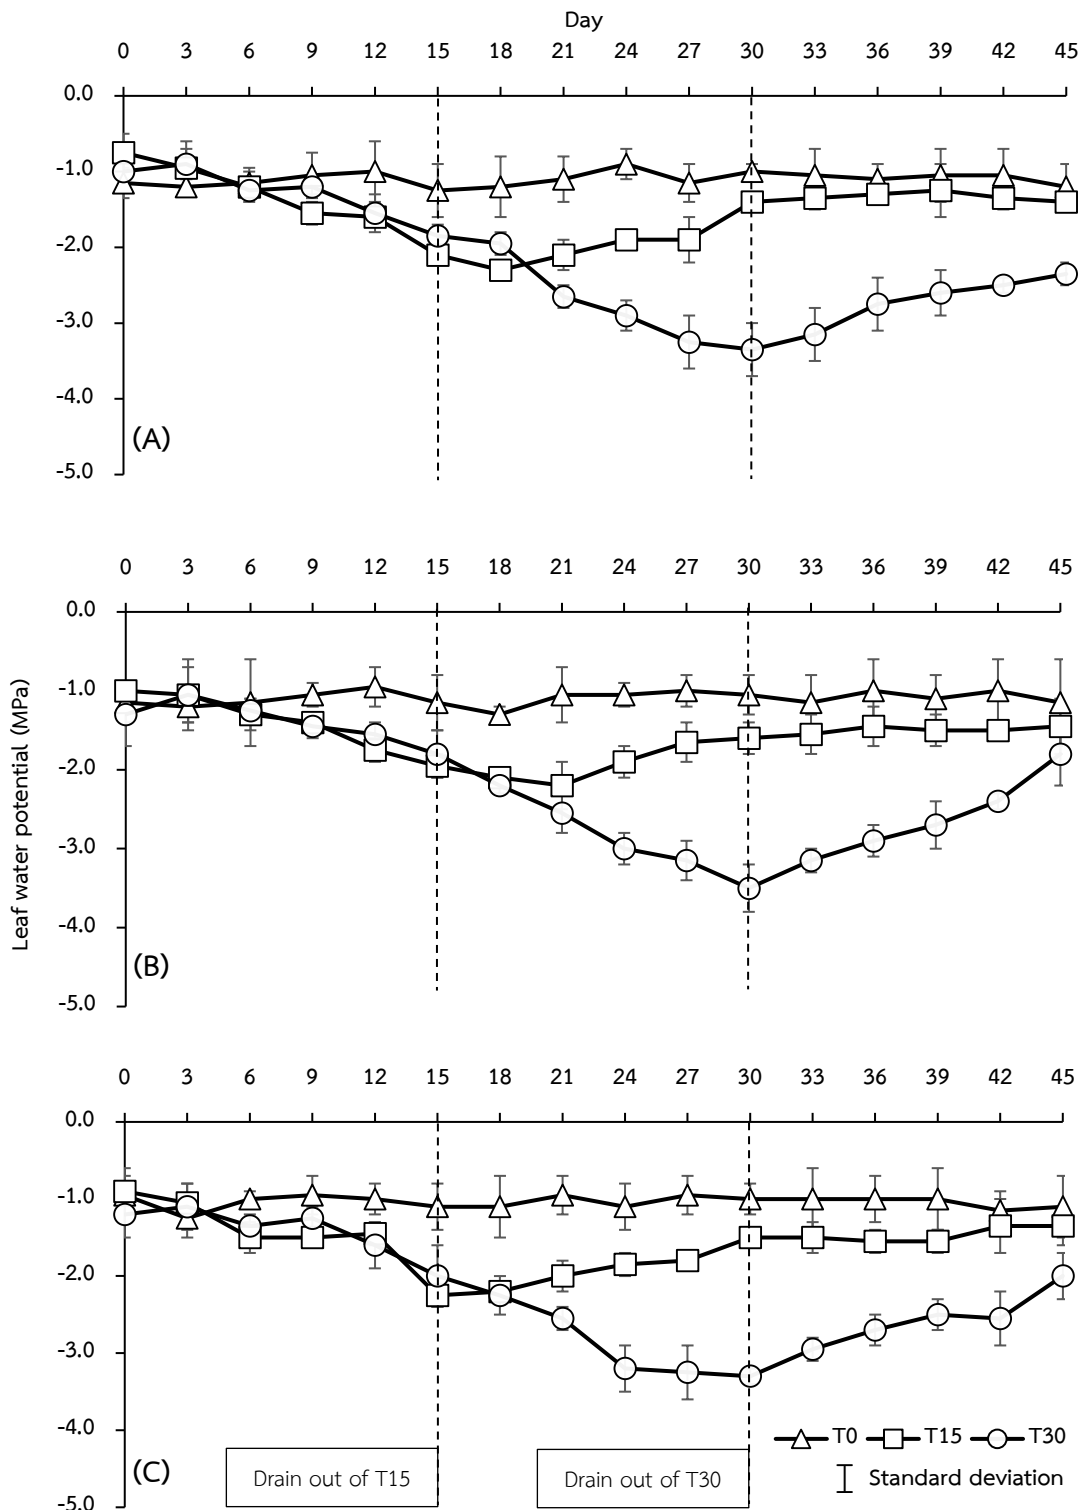 Day
0 3 6 9 12 15 18 21 24 27 30 33 36 39 42 45
0.0
-1.0
-2.0
-3.0
-4.0
-5.0
(A)
0 3 6 9 12 15 18 21 24 27 30 33 36 39 42 45
0.0
-1.0
-2.0
-3.0
-4.0
-5.0
(B)
Leaf water potential (MPa)
0 3 6 9 12 15 18 21 24 27 30 33 36 39 42 45
0.0
-1.0
-2.0
-3.0
-4.0
-5.0
(C)
Drain out of T15
Drain out of T30
T0 T15 T30
Standard deviation